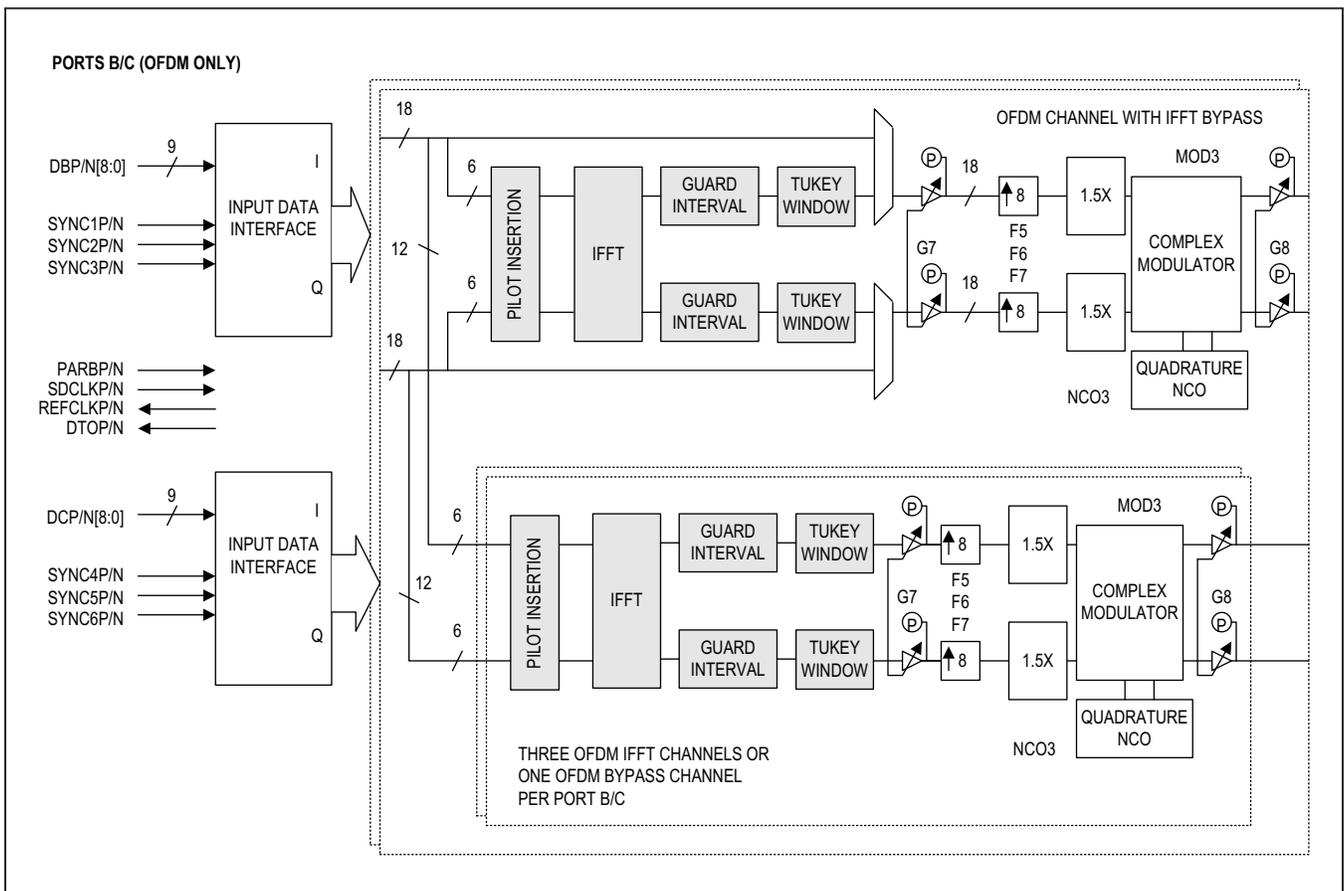 PORTS B/C (OFDM ONLY)
DBP/N[8:0]
9
SYNC1P/N
SYNC2P/N
SYNC3P/N
I
INPUT DATA
INTERFACE
Q
PARBP/N
SDCLKP/N
REFCLKP/N
DTOP/N
DCP/N[8:0]
9
SYNC4P/N
SYNC5P/N
SYNC6P/N
I
INPUT DATA
INTERFACE
Q
OFDM CHANNEL WITH IFFT BYPASS
18
6
12
6
18
12
PILOT INSERTION
IFFT
GUARD
INTERVAL
TUKEY
WINDOW
GUARD
INTERVAL
TUKEY
WINDOW
P
G7
P
18
18
8
F5
F6
F7
8
1.5X
1.5X
MOD3
COMPLEX
MODULATOR
NCO3
QUADRATURE
NCO
P
G8
P
6
6
PILOT INSERTION
IFFT
GUARD
INTERVAL
TUKEY
WINDOW
GUARD
INTERVAL
TUKEY
WINDOW
P
G7
P
8
F5
F6
F7
8
1.5X
1.5X
MOD3
COMPLEX
MODULATOR
NCO3
QUADRATURE
NCO
P
G8
P
THREE OFDM IFFT CHANNELS OR
ONE OFDM BYPASS CHANNEL
PER PORT B/C